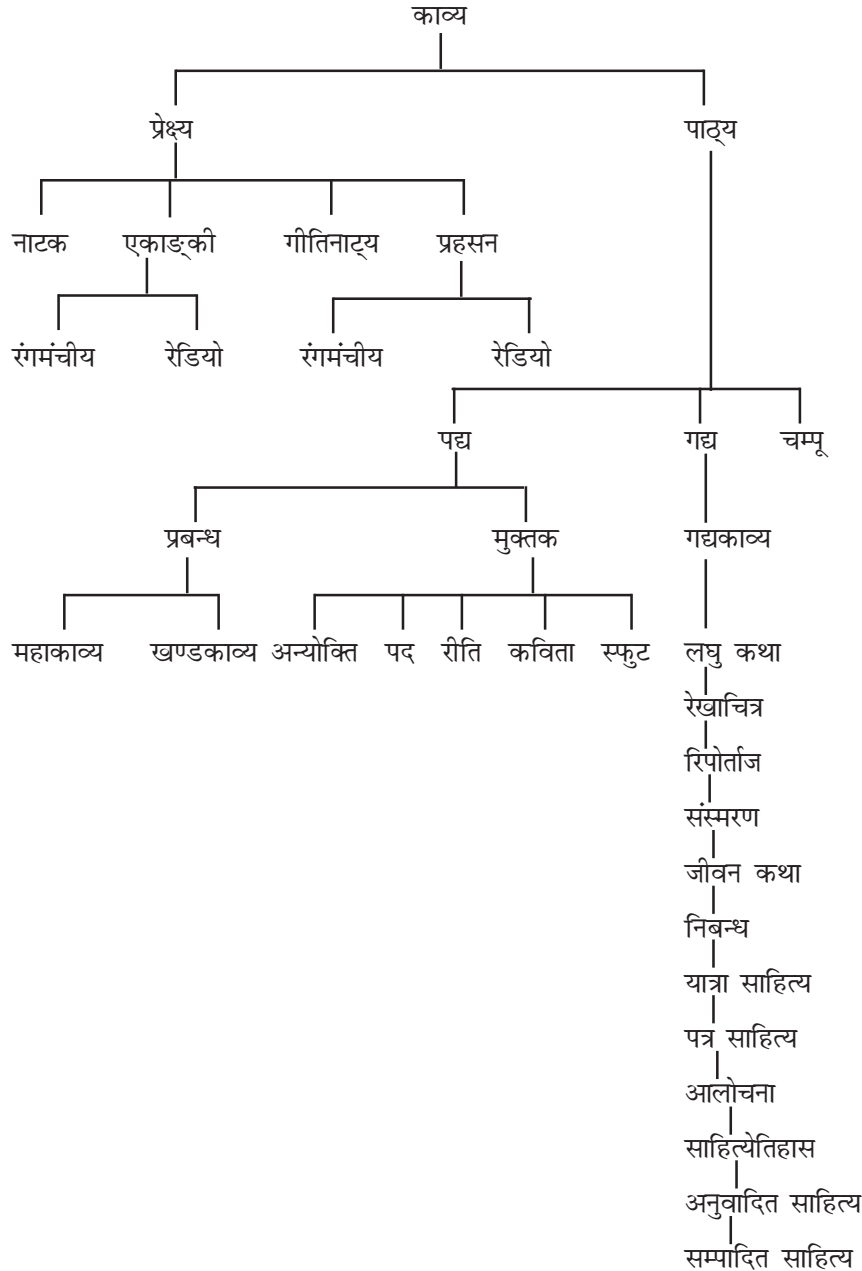 काव्य
प्रेक्ष्य पाठ्य
नाटक एकाङ्की गीतिनाट्य प्रहसन
रंगमंचीय रेडियो रंगमंचीय रेडियो
पद्य गद्य चम्पू
प्रबन्ध मुक्तक गद्यकाव्य
महाकाव्य खण्डकाव्य अन्योक्ति पद रीति कविता स्फुट लघु कथा
रेखाचित्र
रिपोर्ताज
संस्मरण
जीवन कथा
निबन्ध
यात्रा साहित्य
पत्र साहित्य
आलोचना
साहित्येतिहास
अनुवादित साहित्य
सम्पादित साहित्य